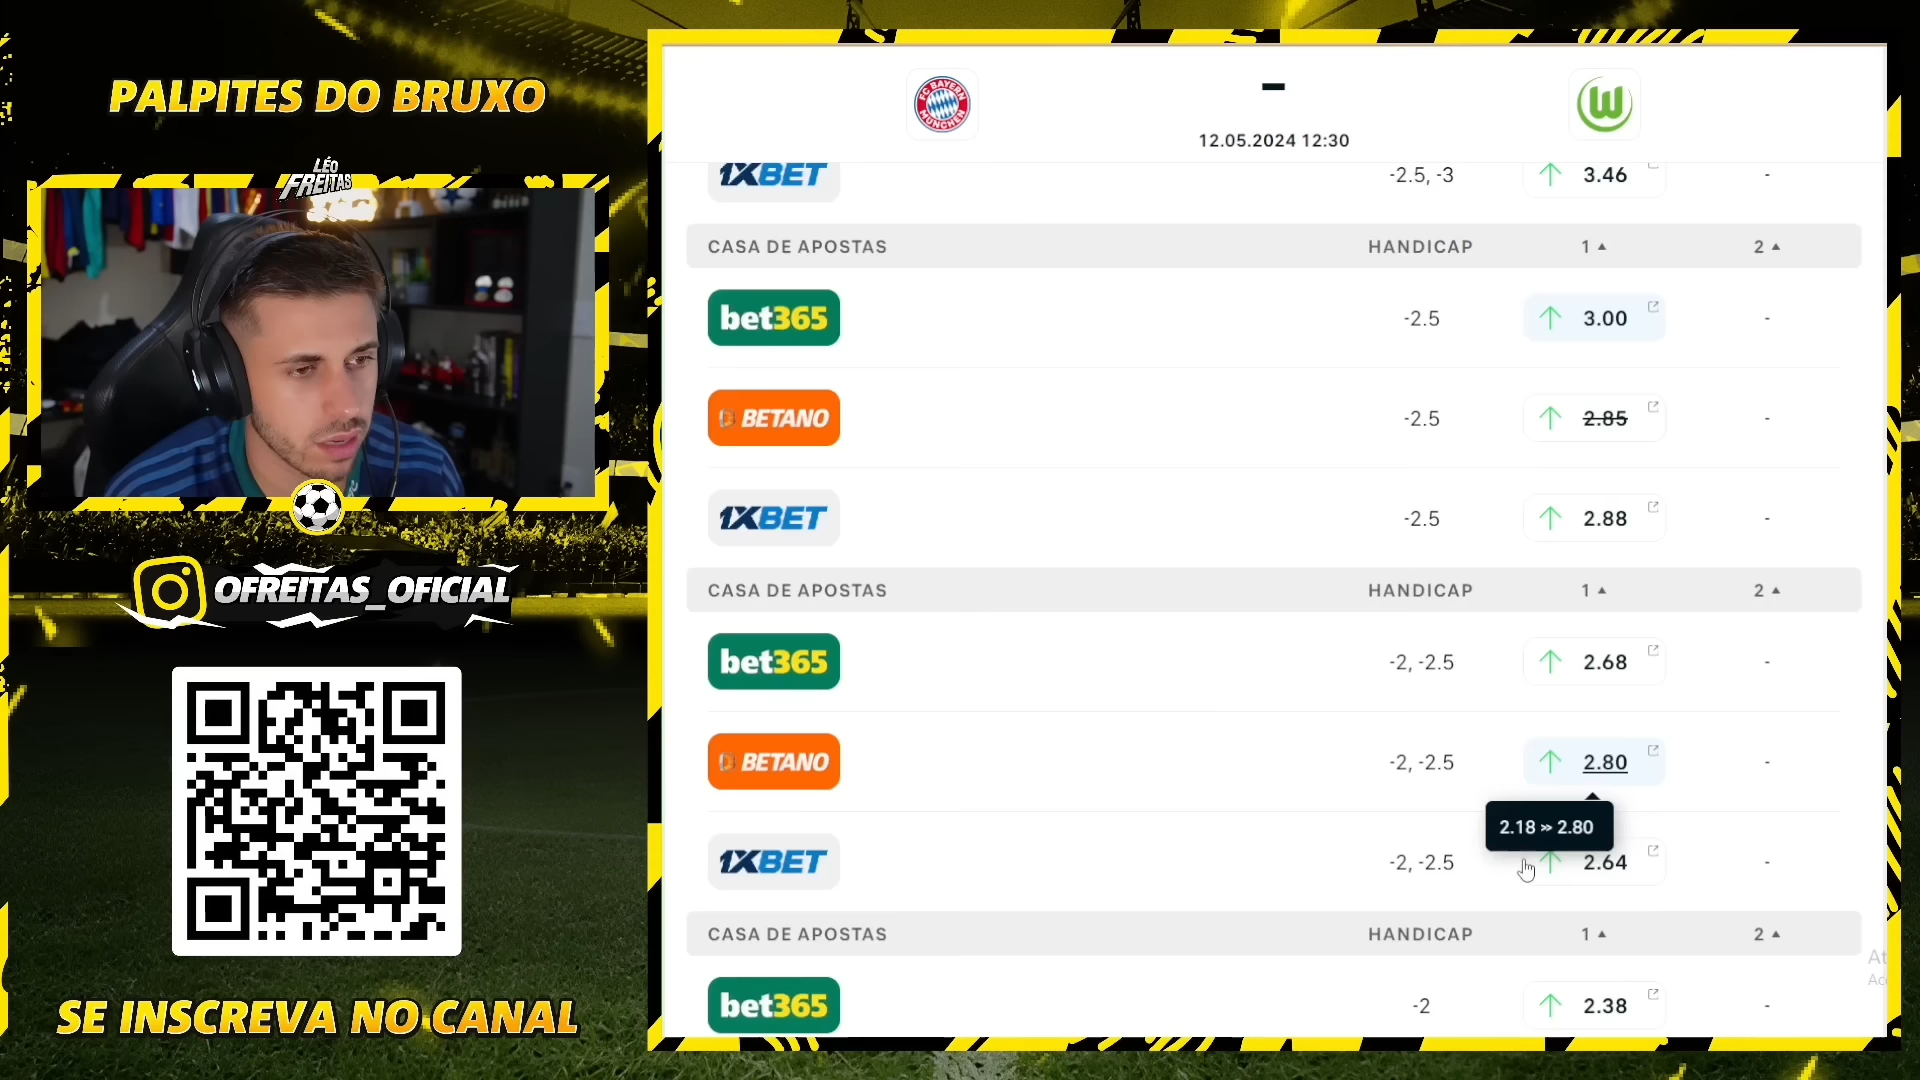 PALPITES DO BRUXO
LÉO
FREITAS
OFREITAS_OFICIAL
SE INSCREVA NO CANAL
FC BAYERN
MÜNCHEN
-
W
12.05.2024 12:30
1XBET -2.5, -3 3.46 -
CASA DE APOSTAS HANDICAP 1 2
bet365 -2.5 3.00 -
BETANO -2.5 2.85 -
1XBET -2.5 2.88 -
CASA DE APOSTAS HANDICAP 1 2
bet365 -2, -2.5 2.68 -
BETANO -2, -2.5 2.80 -
2.18 » 2.80
1XBET -2, -2.5 2.64 -
CASA DE APOSTAS HANDICAP 1 2
bet365 -2 2.38 -